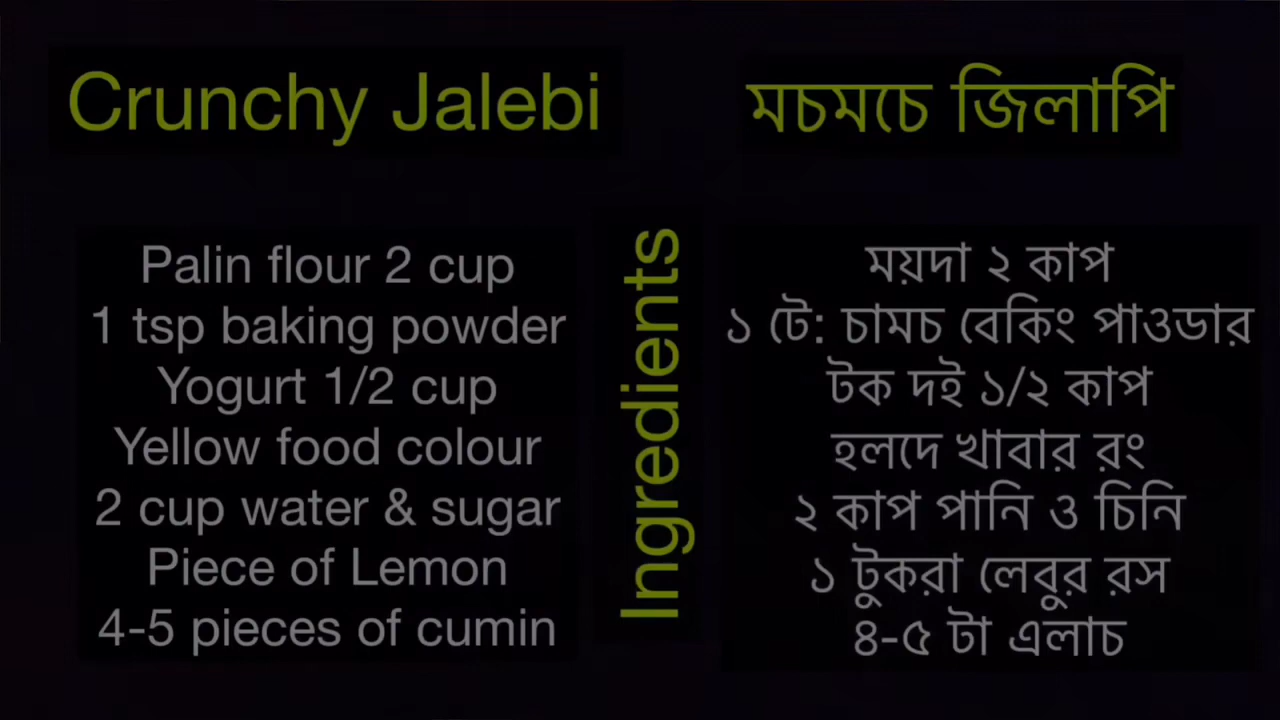 Crunchy Jalebi
মচমচে জিলাপি
Ingredients
Palin flour 2 cup
1 tsp baking powder
Yogurt 1/2 cup
Yellow food colour
2 cup water & sugar
Piece of Lemon
4-5 pieces of cumin
ময়দা ২ কাপ
১ টে: চামচ বেকিং পাওডার
টক দই ১/২ কাপ
হলদে খাবার রং
২ কাপ পানি ও চিনি
১ টুকরা লেবুর রস
৪-৫ টা এলাচ